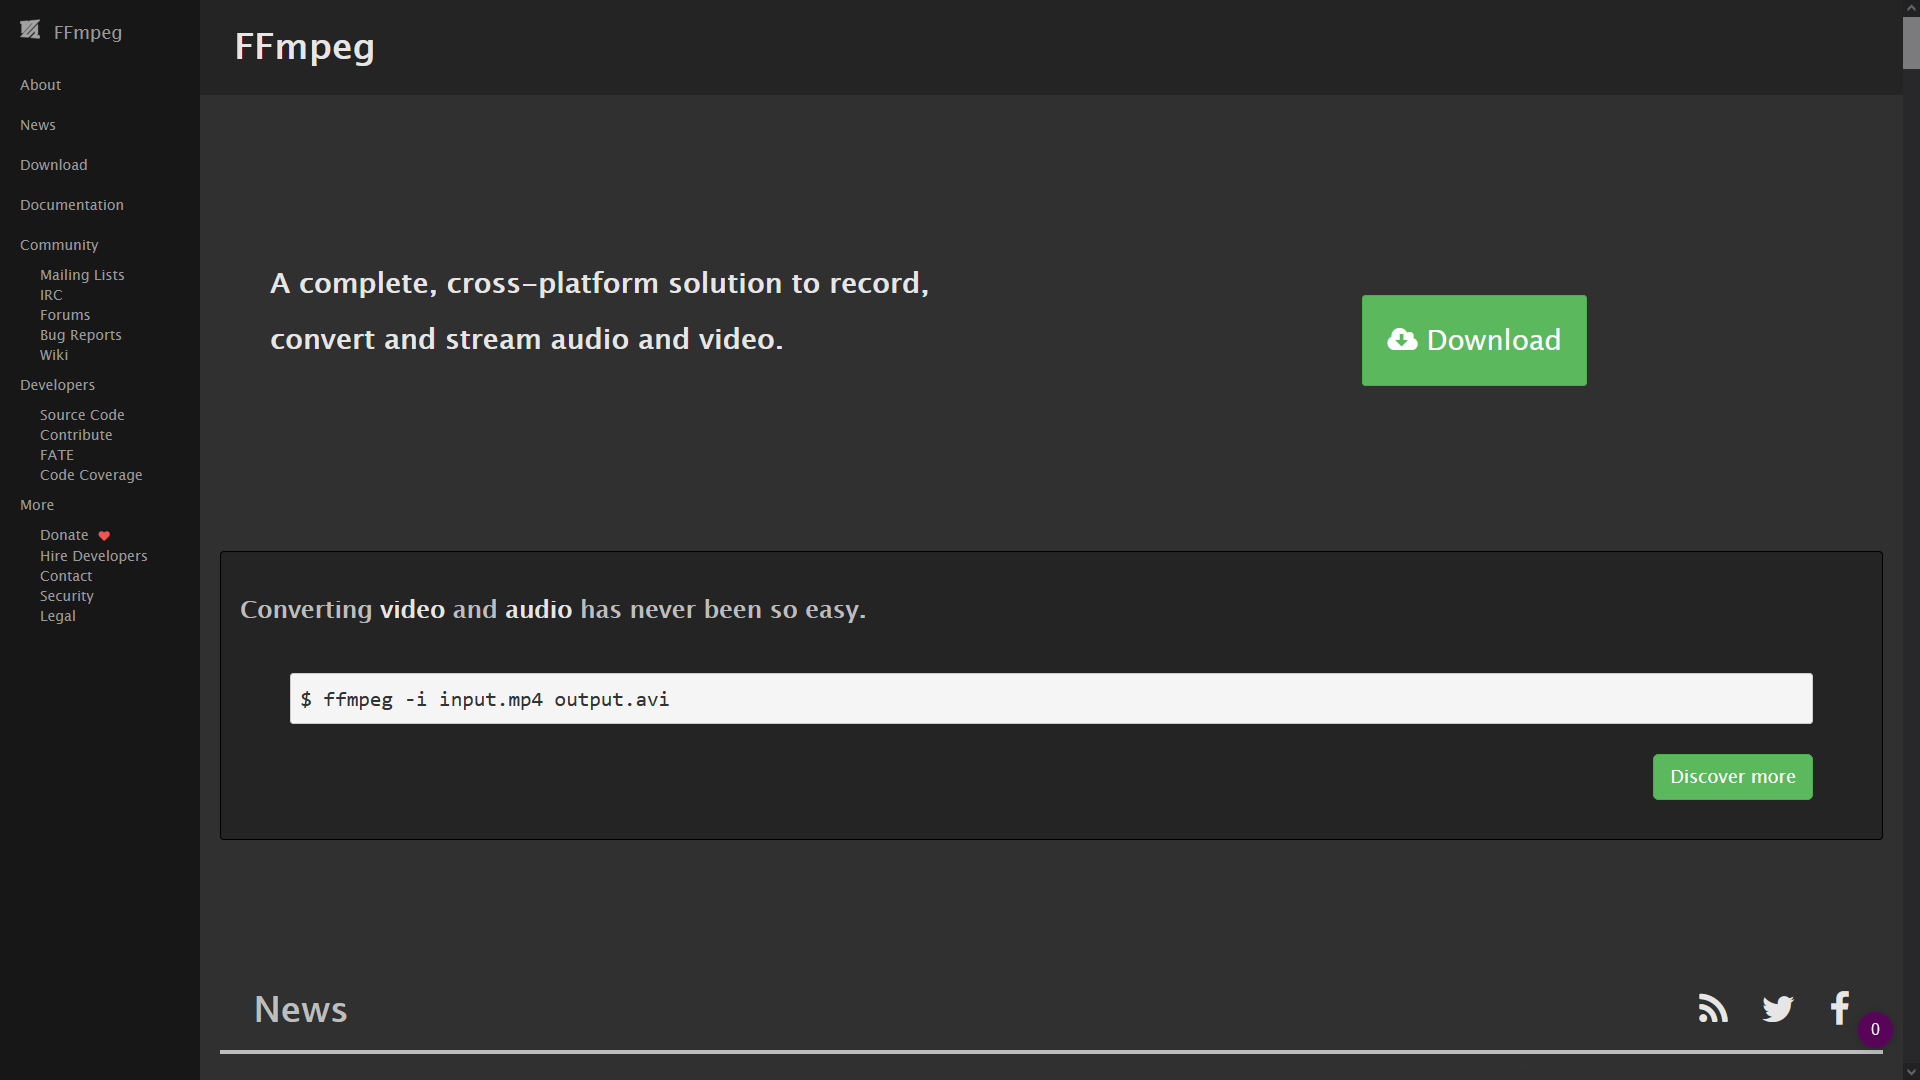 FFmpeg
About
News
Download
Documentation
Community
Mailing Lists
IRC
Forums
Bug Reports
Wiki
Developers
Source Code
Contribute
FATE
Code Coverage
More
Donate
Hire Developers
Contact
Security
Legal
FFmpeg
A complete, cross-platform solution to record,
convert and stream audio and video.
Download
Converting video and audio has never been so easy.
$ ffmpeg -i input.mp4 output.avi
Discover more
News
0